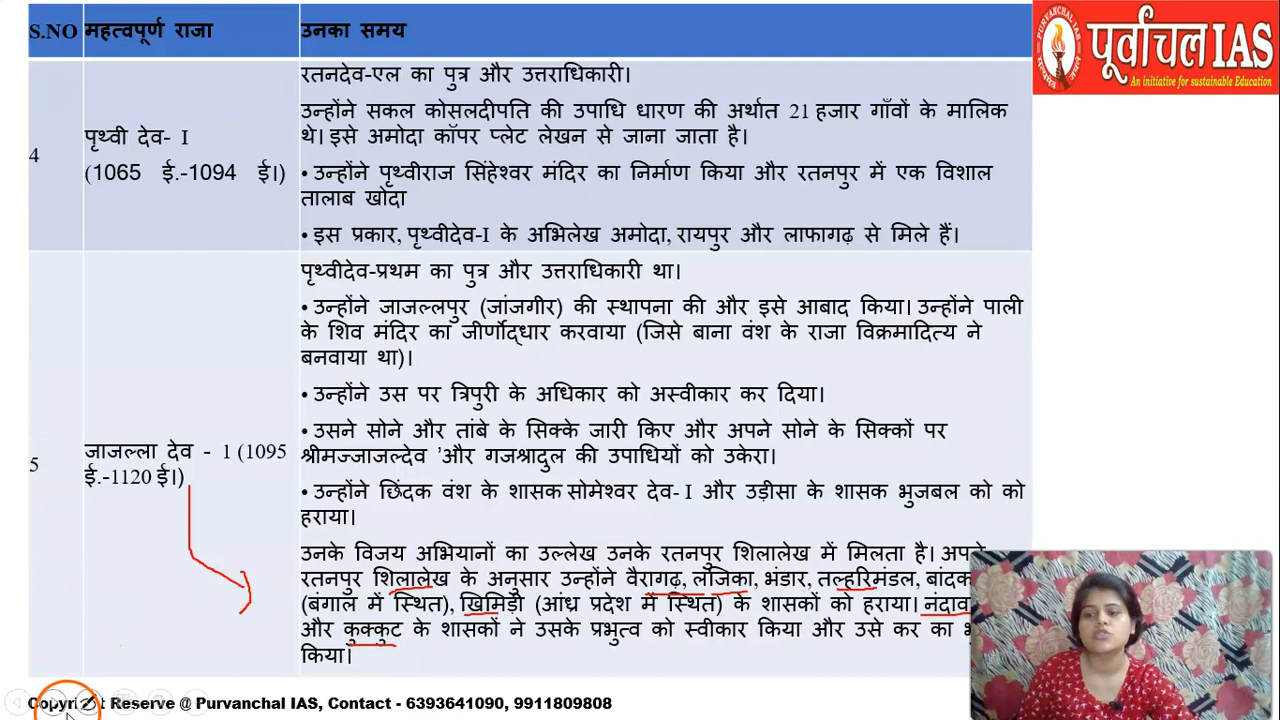 S.NO महत्वपूर्ण राजा उनका समय
PURVANCHAL IAS
पूर्वांचल IAS
An initiative for sustainable Education
4
पृथ्वी देव- I
(1065 ई.-1094 ई।)
रतनदेव-एल का पुत्र और उत्तराधिकारी।
उन्होंने सकल कोसलदीपति की उपाधि धारण की अर्थात 21 हजार गाँवों के मालिक
थे। इसे अमोदा कॉपर प्लेट लेखन से जाना जाता है।
• उन्होंने पृथ्वीराज सिंहेश्वर मंदिर का निर्माण किया और रतनपुर में एक विशाल
तालाब खोदा
• इस प्रकार, पृथ्वीदेव-I के अभिलेख अमोदा, रायपुर और लाफागढ़ से मिले हैं।
5
जाजल्ला देव - 1 (1095
ई.-1120 ई।)
पृथ्वीदेव-प्रथम का पुत्र और उत्तराधिकारी था।
• उन्होंने जाजल्लपुर (जांजगीर) की स्थापना की और इसे आबाद किया। उन्होंने पाली
के शिव मंदिर का जीर्णोद्धार करवाया (जिसे बाना वंश के राजा विक्रमादित्य ने
बनवाया था)।
• उन्होंने उस पर त्रिपुरी के अधिकार को अस्वीकार कर दिया।
• उसने सोने और तांबे के सिक्के जारी किए और अपने सोने के सिक्कों पर
श्रीमज्जाजल्देव 'और गजश्रादुल की उपाधियों को उकेरा।
• उन्होंने छिंदक वंश के शासक सोमेश्वर देव- I और उड़ीसा के शासक भुजबल को को
हराया।
उनके विजय अभियानों का उल्लेख उनके रतनपुर शिलालेख में मिलता है। अपने
रतनपुर शिलालेख के अनुसार उन्होंने वैरागढ़, लंजिका, भंडार, तल्हरिमंडल,
(बंगाल में स्थित), खिमिड़ी (आंध्र प्रदेश में स्थित) के शासकों को हराया।
और कुक्कुट के शासकों ने उसके प्रभुत्व को स्वीकार किया और उसे कर का
किया।
Copyright Reserve @ Purvanchal IAS, Contact - 6393641090, 9911809808